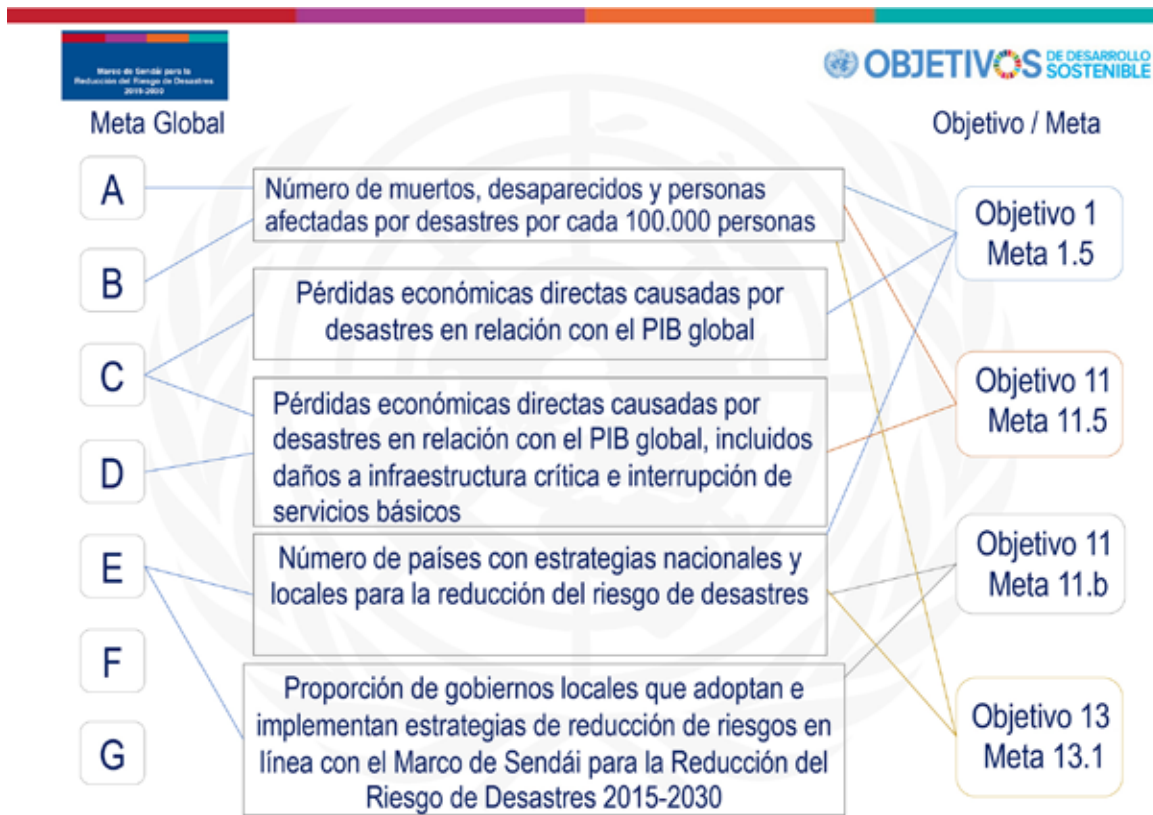 Marco de Sendái para la
Reducción del Riesgo de Desastres
2015-2030
OBJETIVOS DE DESARROLLO
SOSTENIBLE
Meta Global
Objetivo / Meta
A
B
C
D
E
F
G
Número de muertos, desaparecidos y personas
afectadas por desastres por cada 100.000 personas
Pérdidas económicas directas causadas por
desastres en relación con el PIB global
Pérdidas económicas directas causadas por
desastres en relación con el PIB global, incluidos
daños a infraestructura crítica e interrupción de
servicios básicos
Número de países con estrategias nacionales y
locales para la reducción del riesgo de desastres
Proporción de gobiernos locales que adoptan e
implementan estrategias de reducción de riesgos en
línea con el Marco de Sendái para la Reducción del
Riesgo de Desastres 2015-2030
Objetivo 1
Meta 1.5
Objetivo 11
Meta 11.5
Objetivo 11
Meta 11.b
Objetivo 13
Meta 13.1